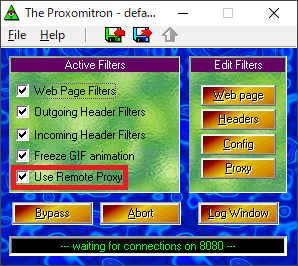 The Proxomitron - defa...
File Help
Active Filters
Edit Filters
Web Page Filters
Outgoing Header Filters
Incoming Header Filters
Freeze GIF animation
Use Remote Proxy
Web page
Headers
Config
Proxy
Bypass
Abort
Log Window
--- waiting for connections on 8080 ---